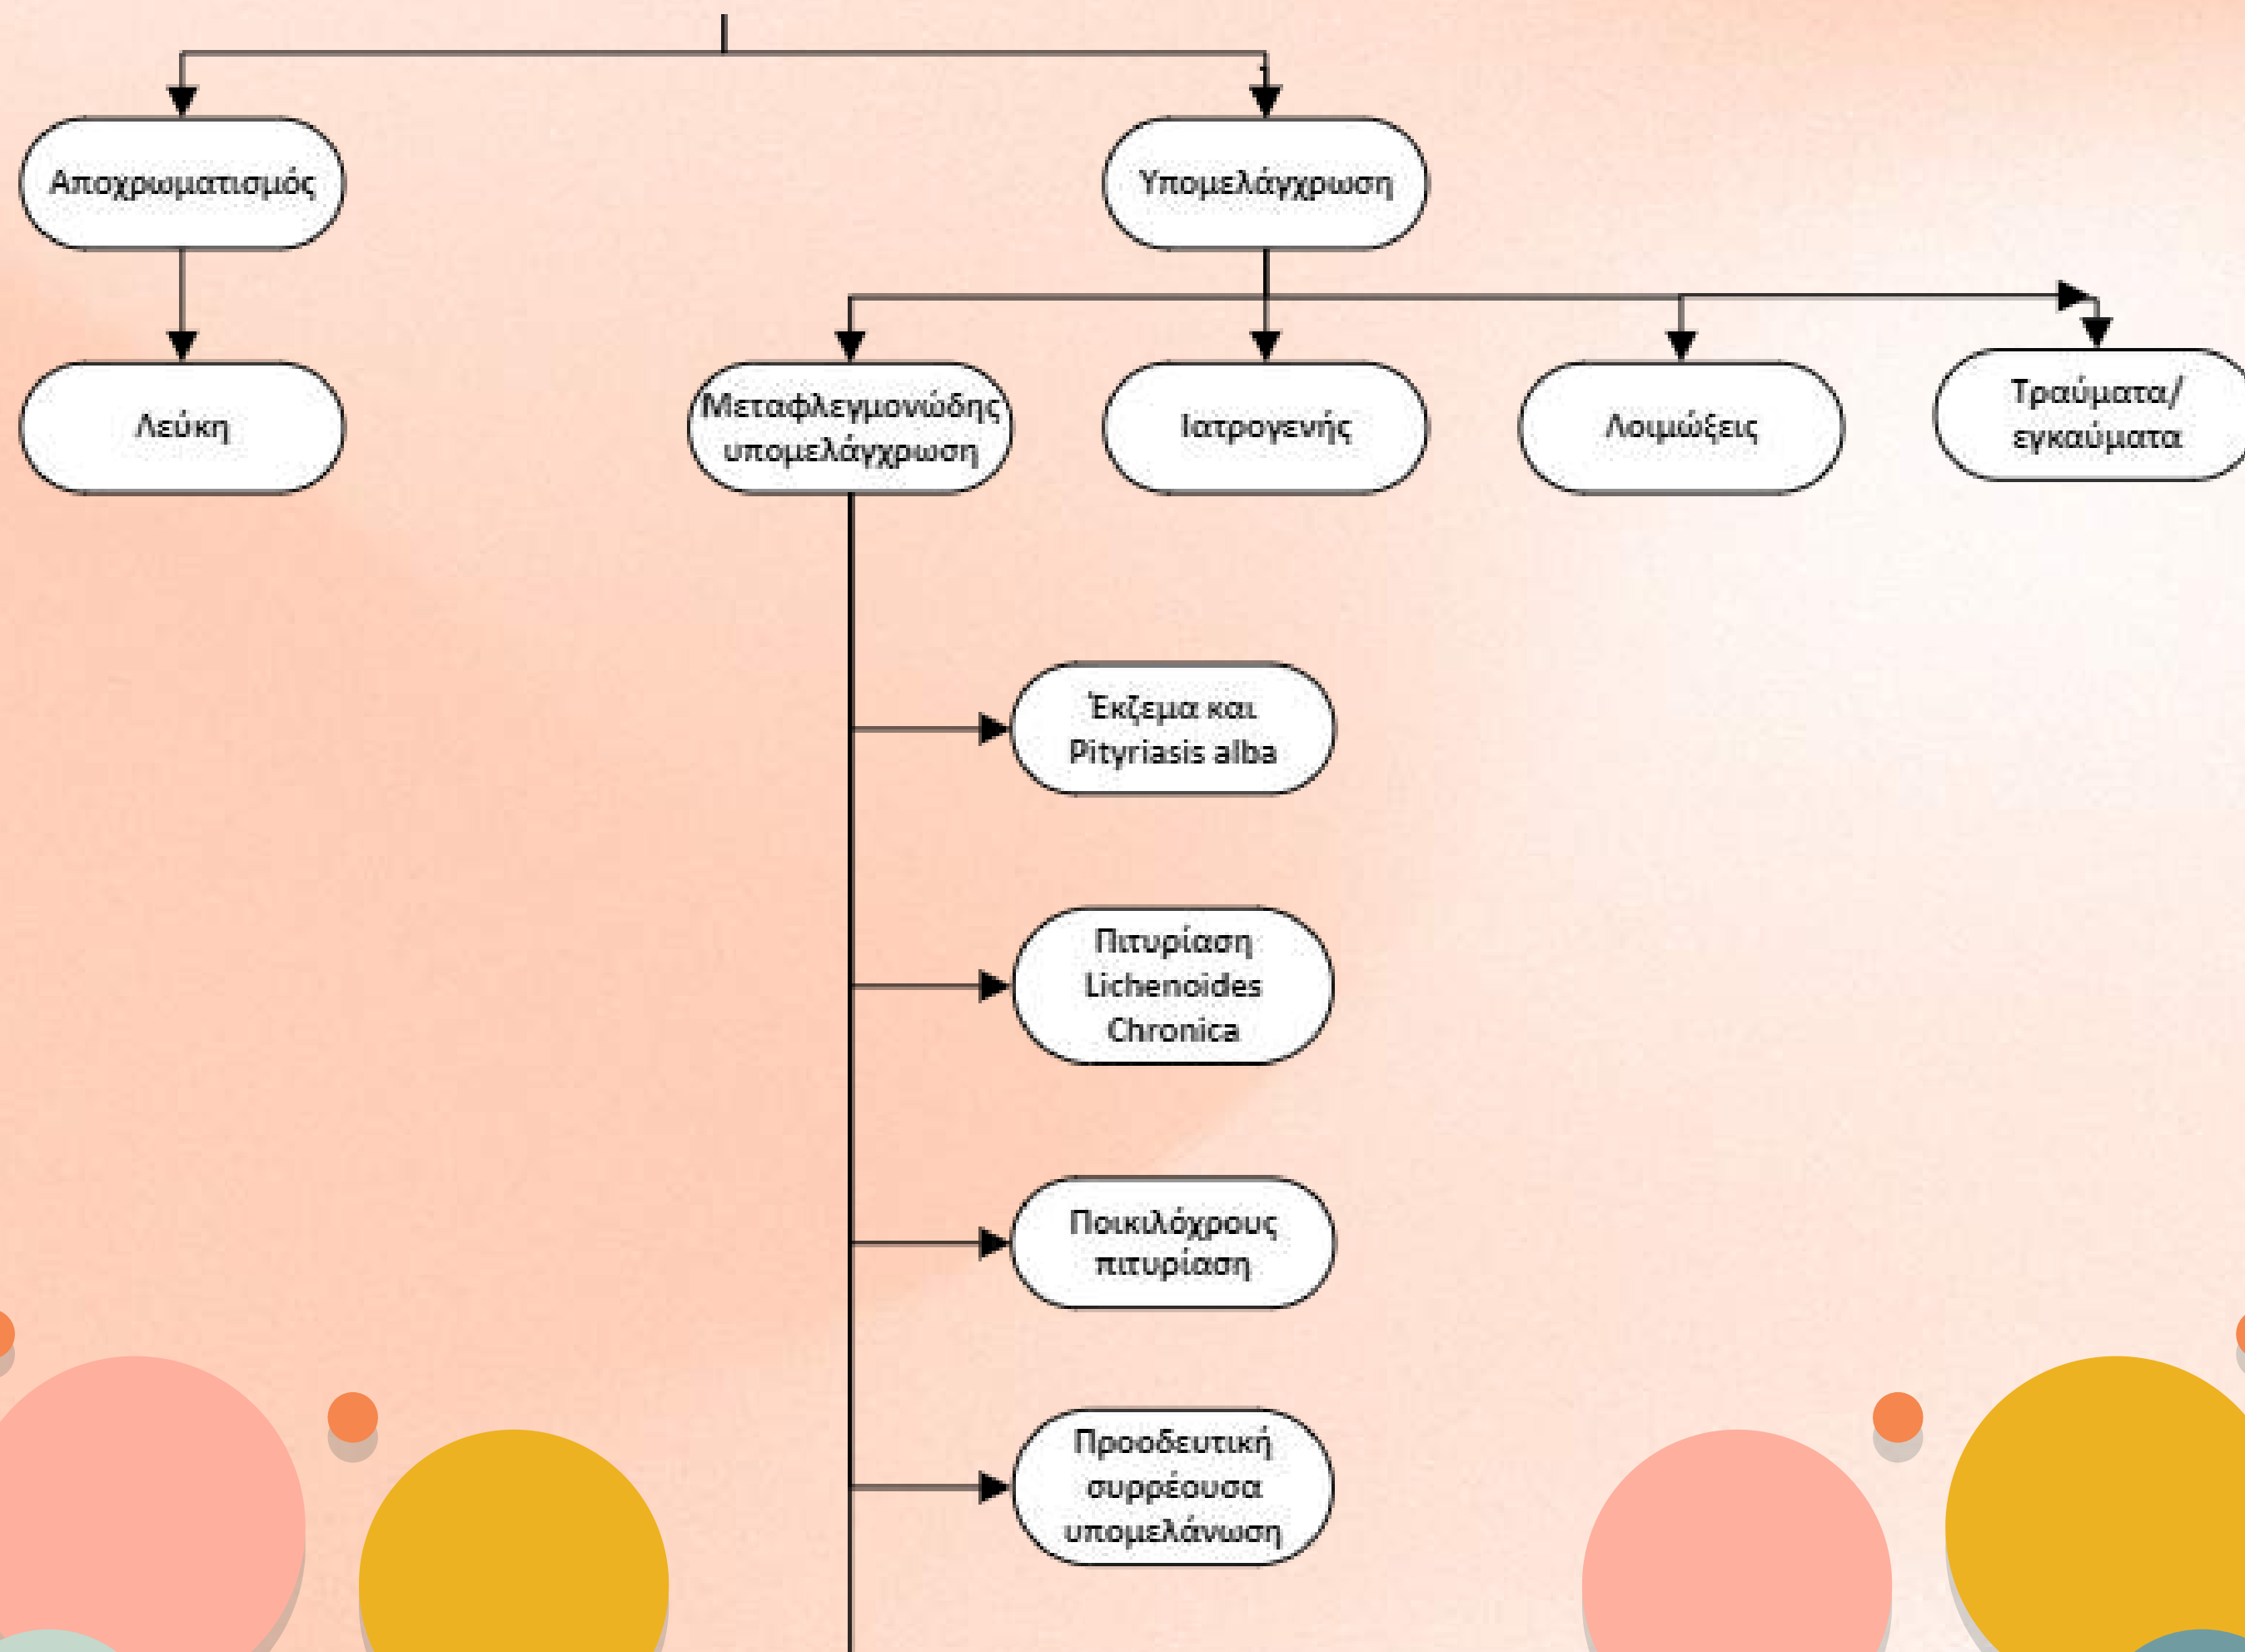 Αποχρωματισμός
Υπομελάγχρωση
Λεύκη
Μεταφλεγμονώδης
υπομελάγχρωση
Ιατρογενής
Λοιμώξεις
Τραύματα/
εγκαύματα
Έκζεμα και
Pityriasis alba
Πιτυρίαση
Lichenoides
Chronica
Ποικιλόχρους
πιτυρίαση
Προοδευτική
συρρέουσα
υπομελάνωση